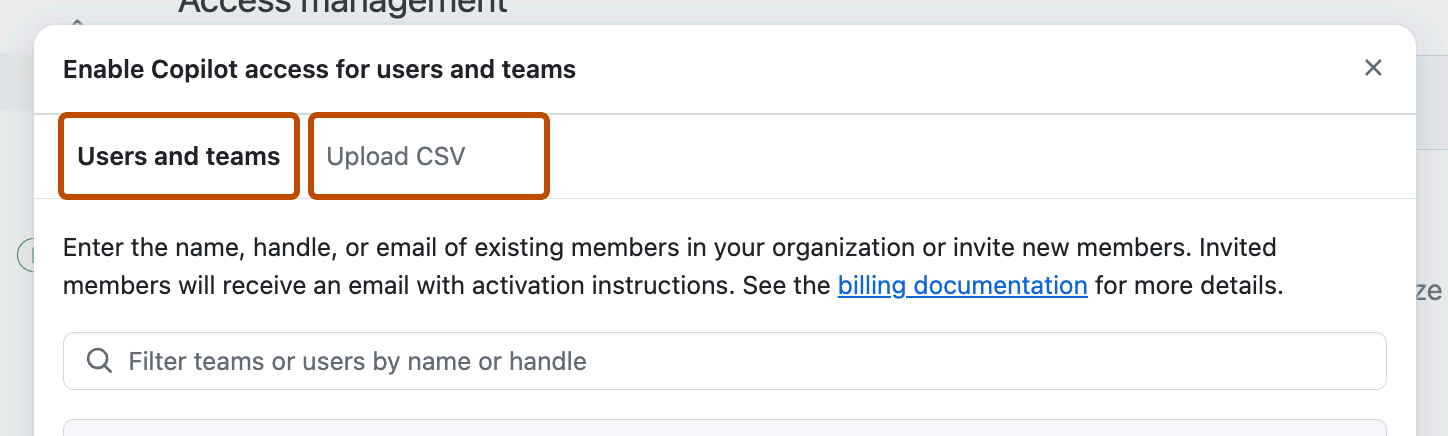 Access management
Enable Copilot access for users and teams
Users and teams
Upload CSV
Enter the name, handle, or email of existing members in your organization or invite new members. Invited
members will receive an email with activation instructions. See the billing documentation for more details.
Filter teams or users by name or handle